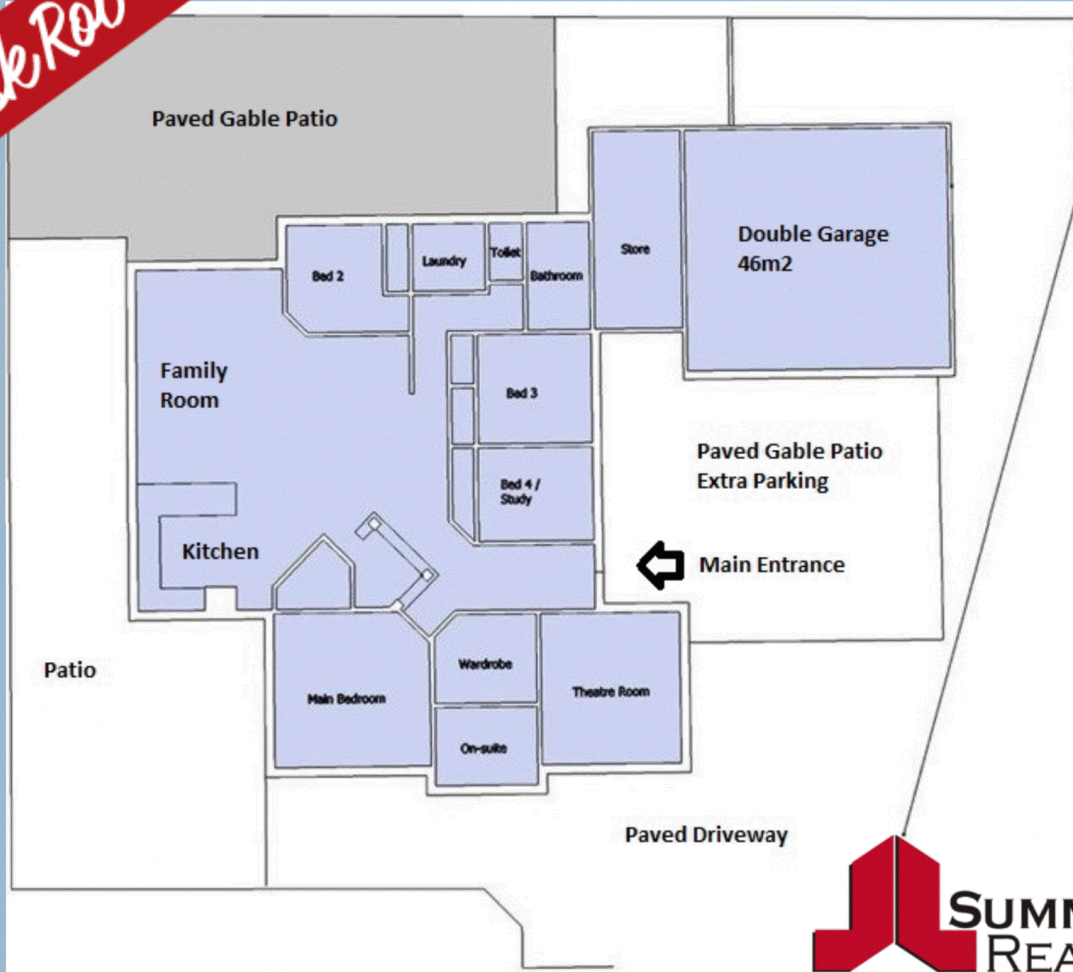 Paved Gable Patio
Double Garage
46m2
Store
Toilet
Laundry
Bathroom
Bed 2
Family
Room
Bed 3
Paved Gable Patio
Extra Parking
Bed 4 /
Study
Kitchen
Main Entrance
Patio
Wardrobe
Main Bedroom
Theatre Room
On-suite
Paved Driveway